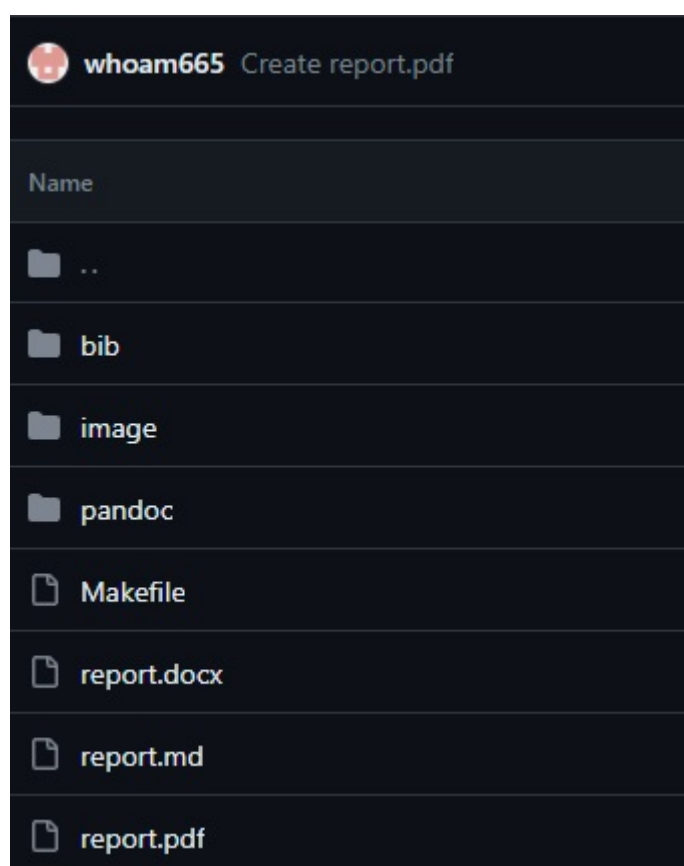 whoam665 Create report.pdf
Name
..
bib
image
pandoc
Makefile
report.docx
report.md
report.pdf